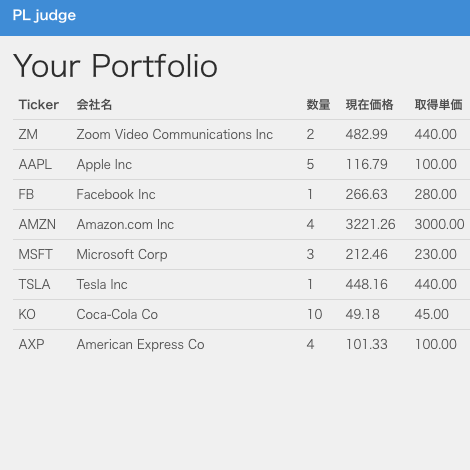 PL judge
Your Portfolio
Ticker 会社名 数量 現在価格 取得単価
ZM Zoom Video Communications Inc 2 482.99 440.00
AAPL Apple Inc 5 116.79 100.00
FB Facebook Inc 1 266.63 280.00
AMZN Amazon.com Inc 4 3221.26 3000.00
MSFT Microsoft Corp 3 212.46 230.00
TSLA Tesla Inc 1 448.16 440.00
KO Coca-Cola Co 10 49.18 45.00
AXP American Express Co 4 101.33 100.00